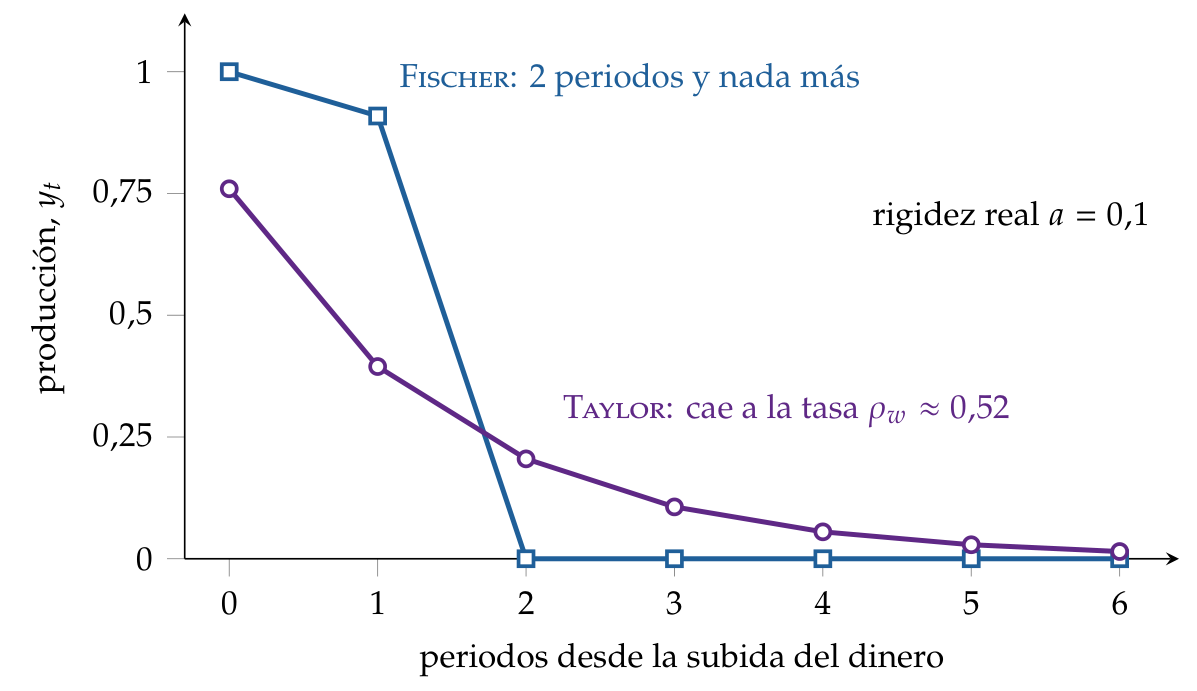 1
0,75
0,5
0,25
0
producción, y_t
Fischer: 2 periodos y nada más
rigidez real a = 0,1
Taylor: cae a la tasa ρ_w ≈ 0,52
0 1 2 3 4 5 6
periodos desde la subida del dinero